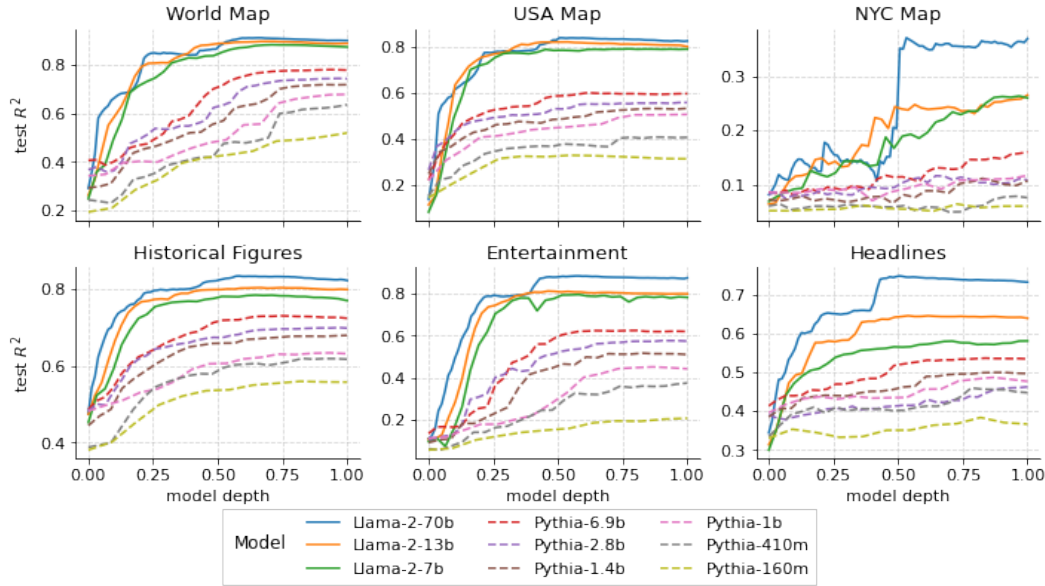 World Map
USA Map
NYC Map
test R²
0.8
0.6
0.4
0.2
0.8
0.6
0.4
0.2
0.3
0.2
0.1
Historical Figures
Entertainment
Headlines
test R²
0.8
0.6
0.4
0.8
0.6
0.4
0.2
0.7
0.6
0.5
0.4
0.3
0.00 0.25 0.50 0.75 1.00
0.00 0.25 0.50 0.75 1.00
0.00 0.25 0.50 0.75 1.00
model depth
model depth
model depth
Model
Llama-2-70b
Llama-2-13b
Llama-2-7b
Pythia-6.9b
Pythia-2.8b
Pythia-1.4b
Pythia-1b
Pythia-410m
Pythia-160m